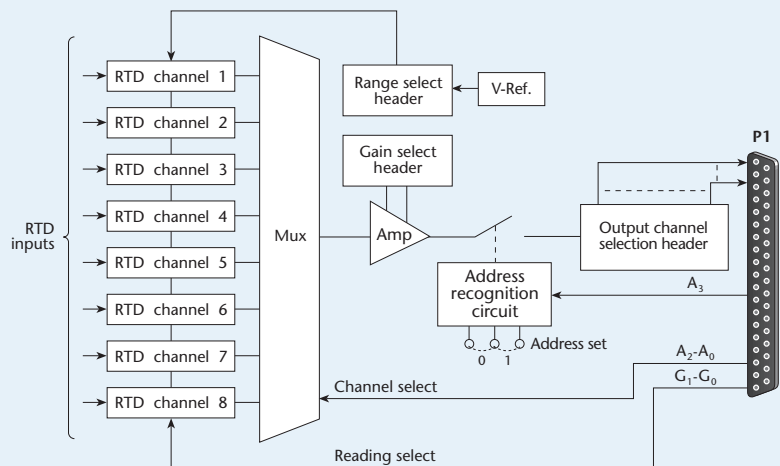 RTD channel 1
RTD channel 2
RTD channel 3
RTD channel 4
RTD channel 5
RTD channel 6
RTD channel 7
RTD channel 8
RTD
inputs
Mux
Range select
header
V-Ref.
Gain select
header
Amp
Address
recognition
circuit
0 1
Address set
Output channel
selection header
P1
A3
A2-A0
G1-G0
Channel select
Reading select